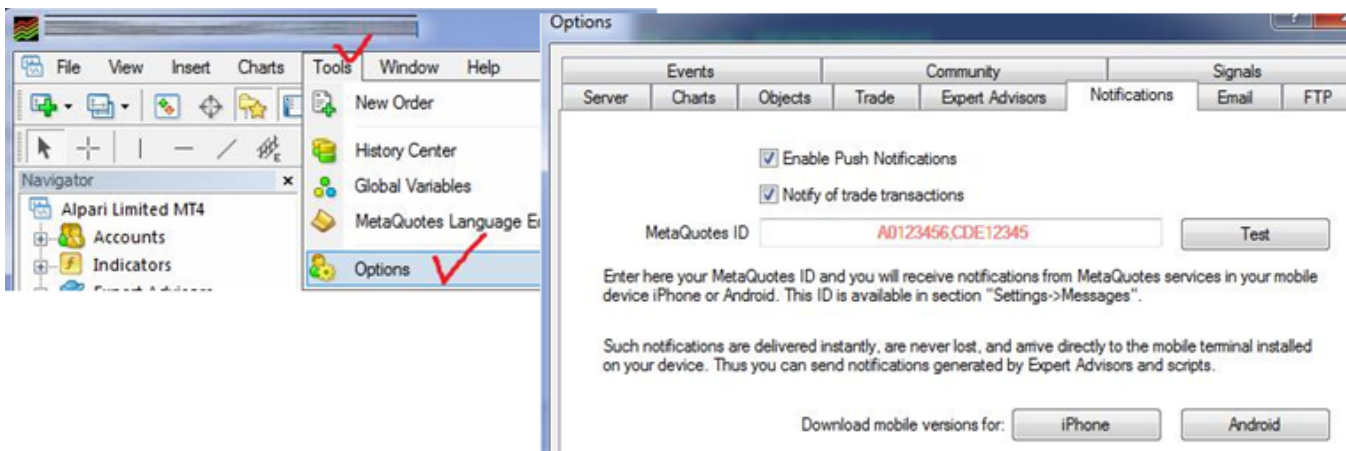 File View Insert Charts Tools Window Help
New Order
History Center
Global Variables
MetaQuotes Language E
Options
Navigator
Alpari Limited MT4
Accounts
Indicators
Expert Advisors
Options
Events Community Signals
Server Charts Objects Trade Expert Advisors Notifications Email FTP
Enable Push Notifications
Notify of trade transactions
MetaQuotes ID A0123456,CDE12345 Test
Enter here your MetaQuotes ID and you will receive notifications from MetaQuotes services in your mobile
device iPhone or Android. This ID is available in section "Settings->Messages".
Such notifications are delivered instantly, are never lost, and arrive directly to the mobile terminal installed
on your device. Thus you can send notifications generated by Expert Advisors and scripts.
Download mobile versions for: iPhone Android